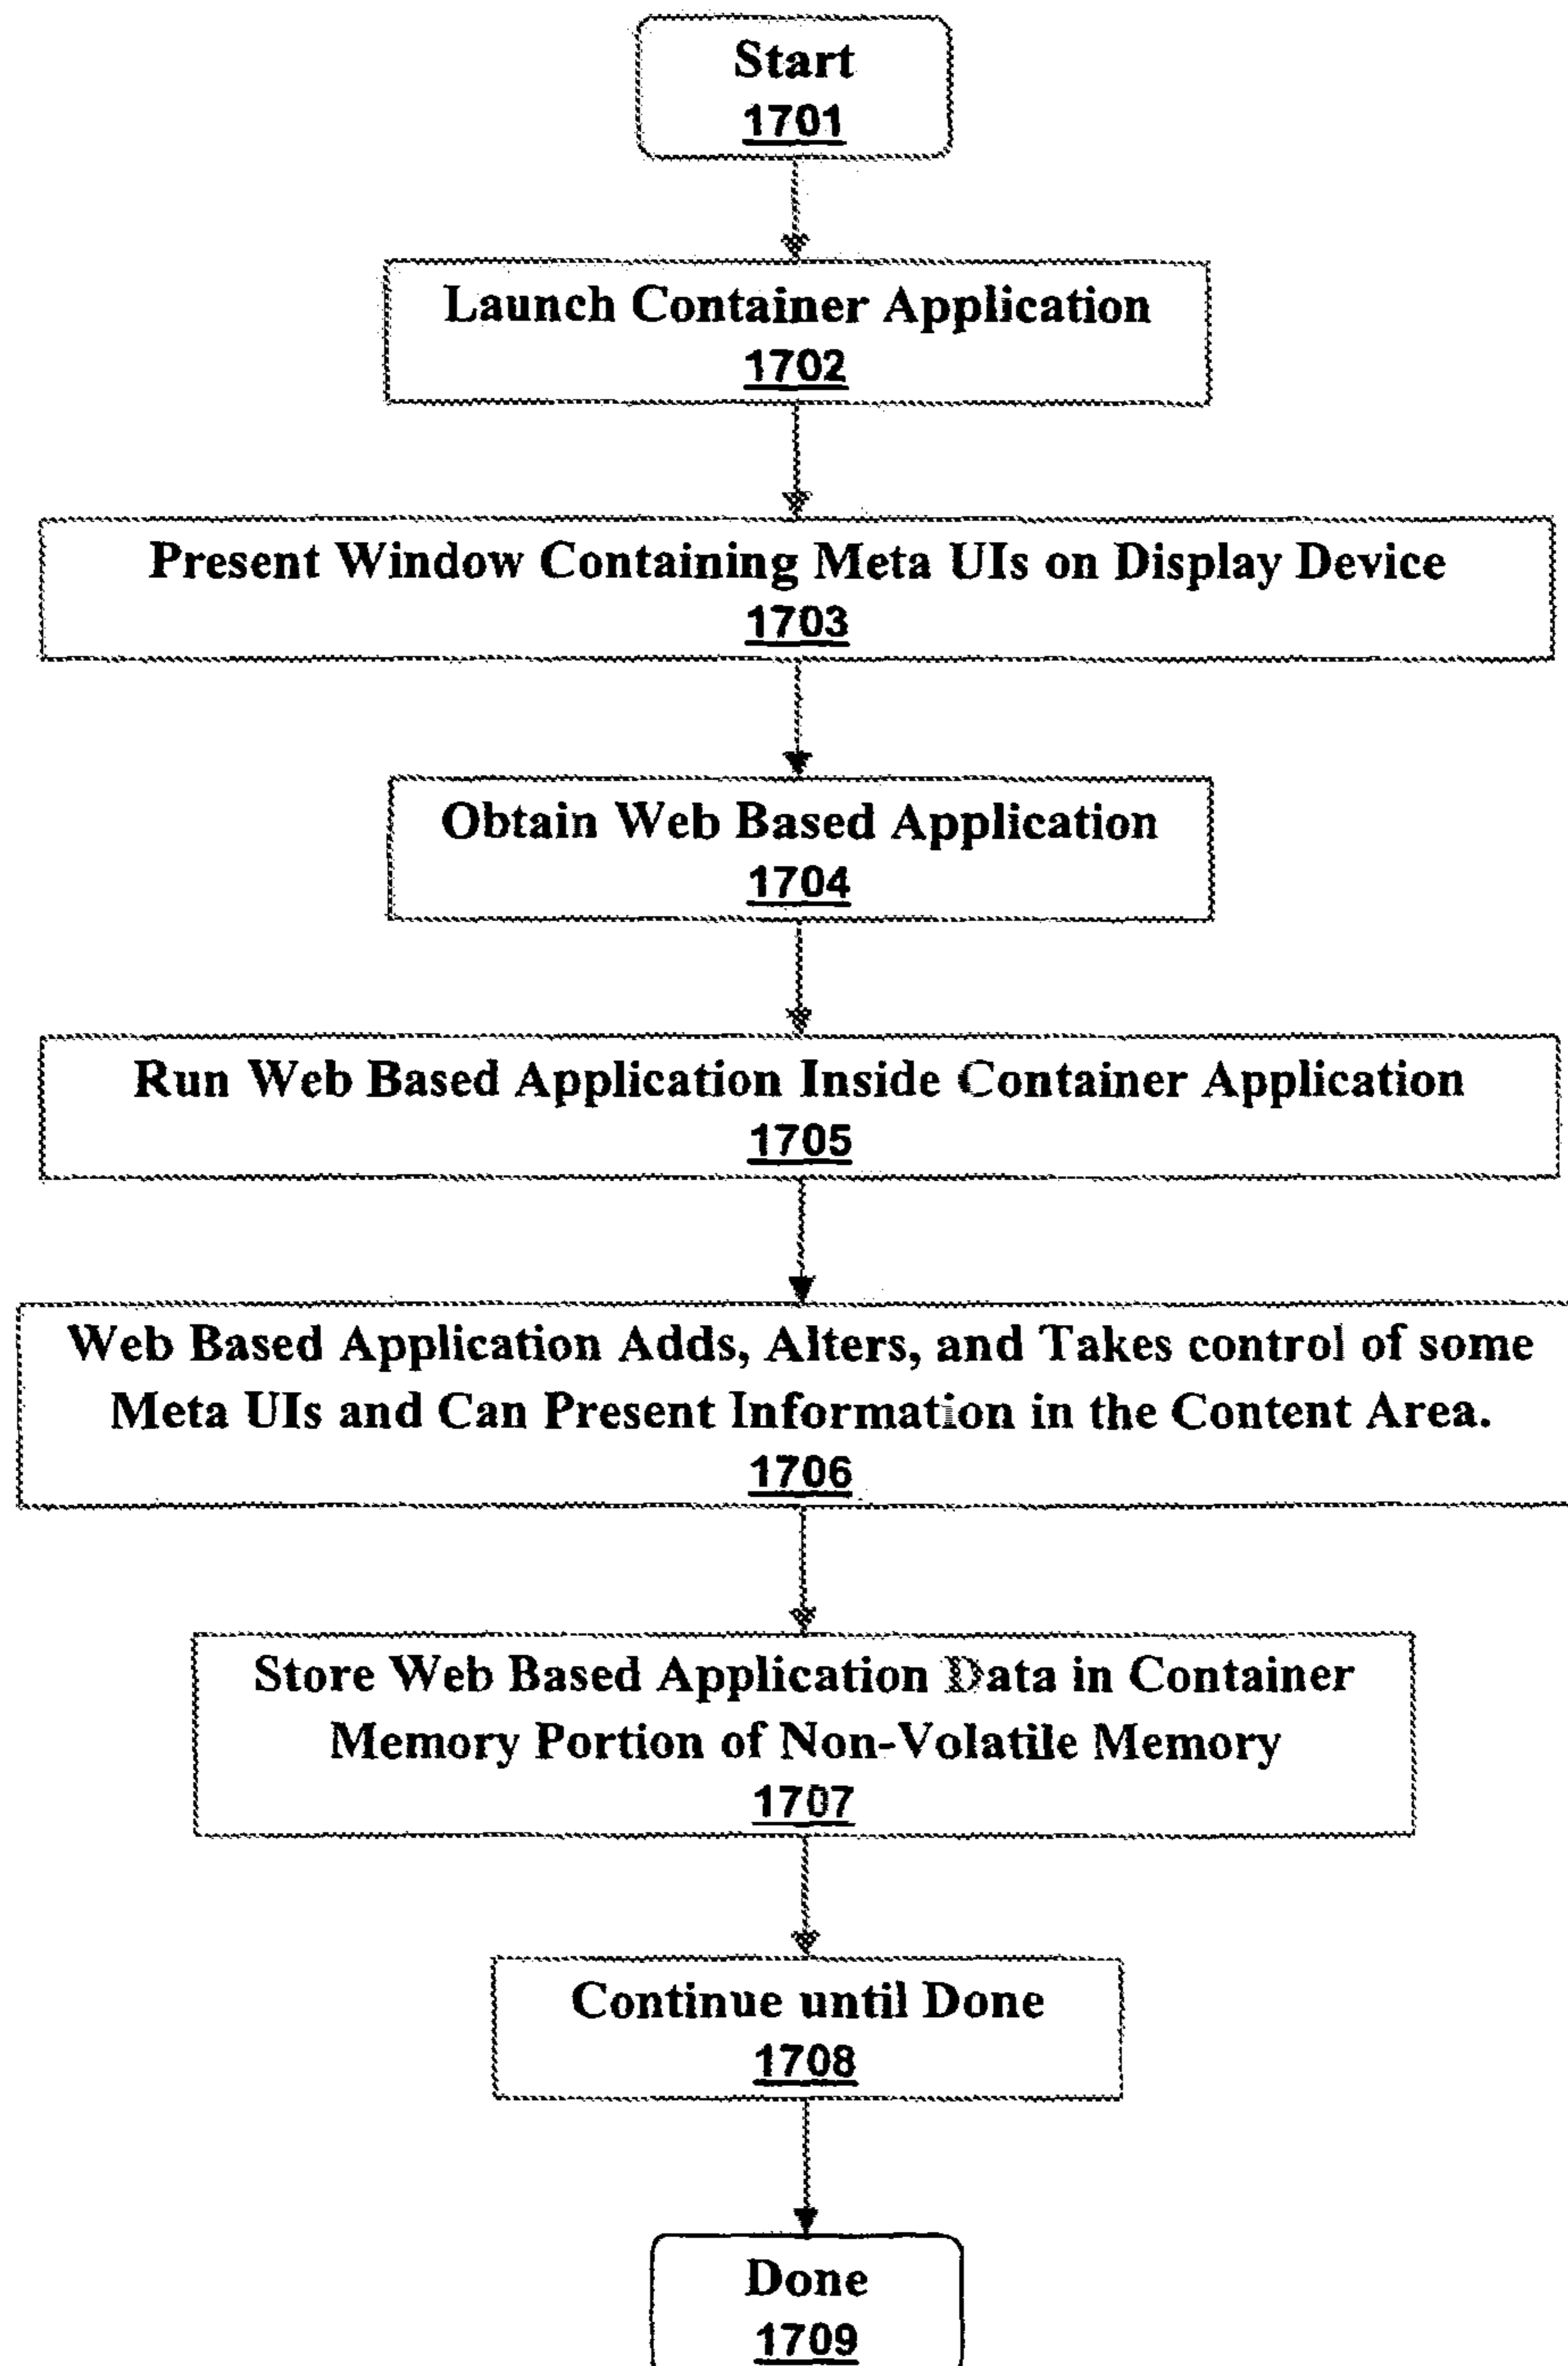 Start
1701
Launch Container Application
1702
Present Window Containing Meta UIs on Display Device
1703
Obtain Web Based Application
1704
Run Web Based Application Inside Container Application
1705
Web Based Application Adds, Alters, and Takes control of some
Meta UIs and Can Present Information in the Content Area.
1706
Store Web Based Application Data in Container
Memory Portion of Non-Volatile Memory
1707
Continue until Done
1708
Done
1709